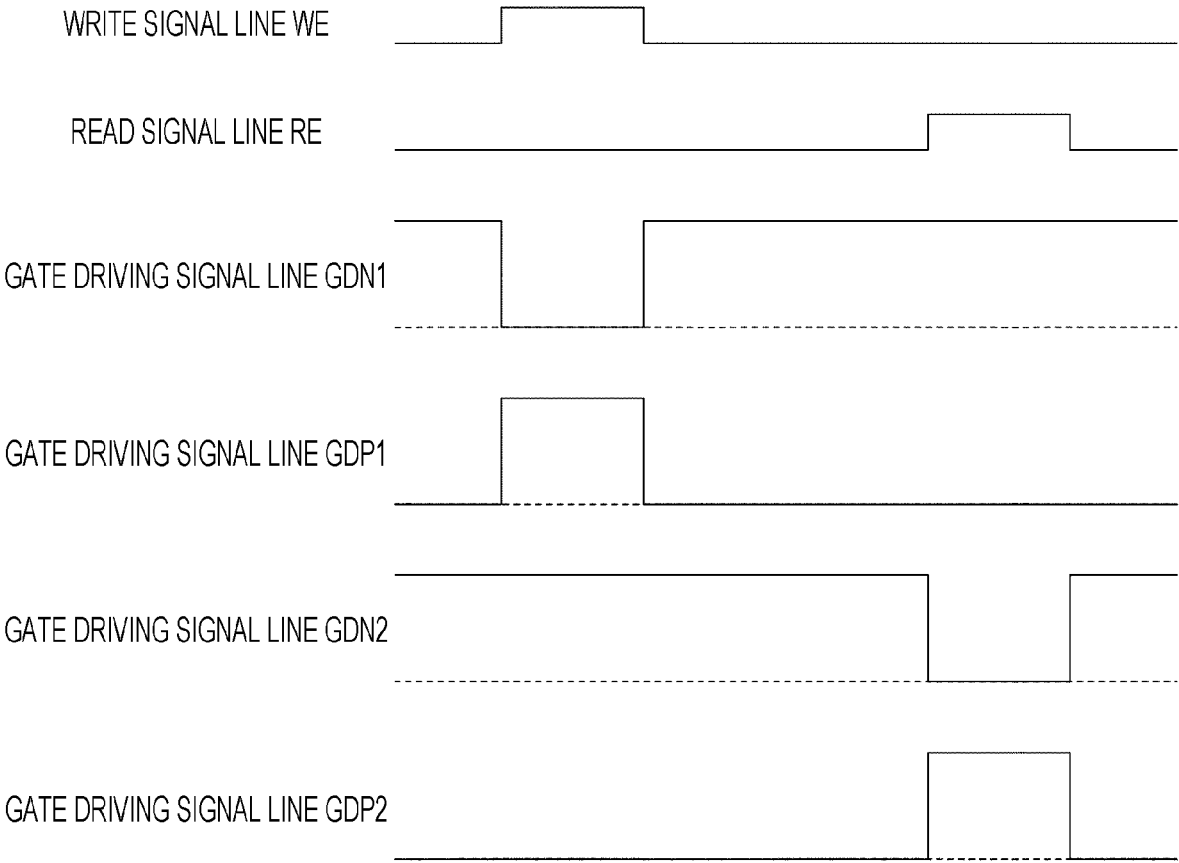 WRITE SIGNAL LINE WE
READ SIGNAL LINE RE
GATE DRIVING SIGNAL LINE GDN1
GATE DRIVING SIGNAL LINE GDP1
GATE DRIVING SIGNAL LINE GDN2
GATE DRIVING SIGNAL LINE GDP2